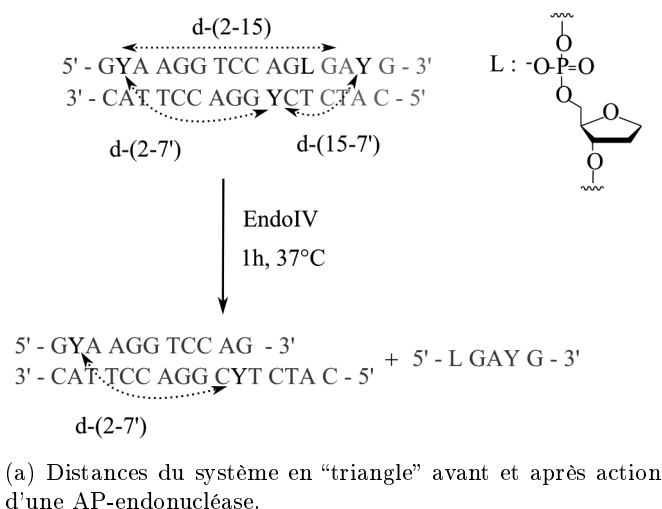 d-(2-15)
5' - GYA AGG TCC AGL GAY G - 3'
3' - CAT TCC AGG YCT CTA C - 5'
d-(2-7')
d-(15-7')
L : -O-P=O
O
O
O
O
EndoIV
1h, 37°C
5' - GYA AGG TCC AG - 3'
3' - CAT TCC AGG CYT CTA C - 5'
+ 5' - L GAY G - 3'
d-(2-7')
(a) Distances du système en “triangle” avant et après action
d'une AP-endonucléase.